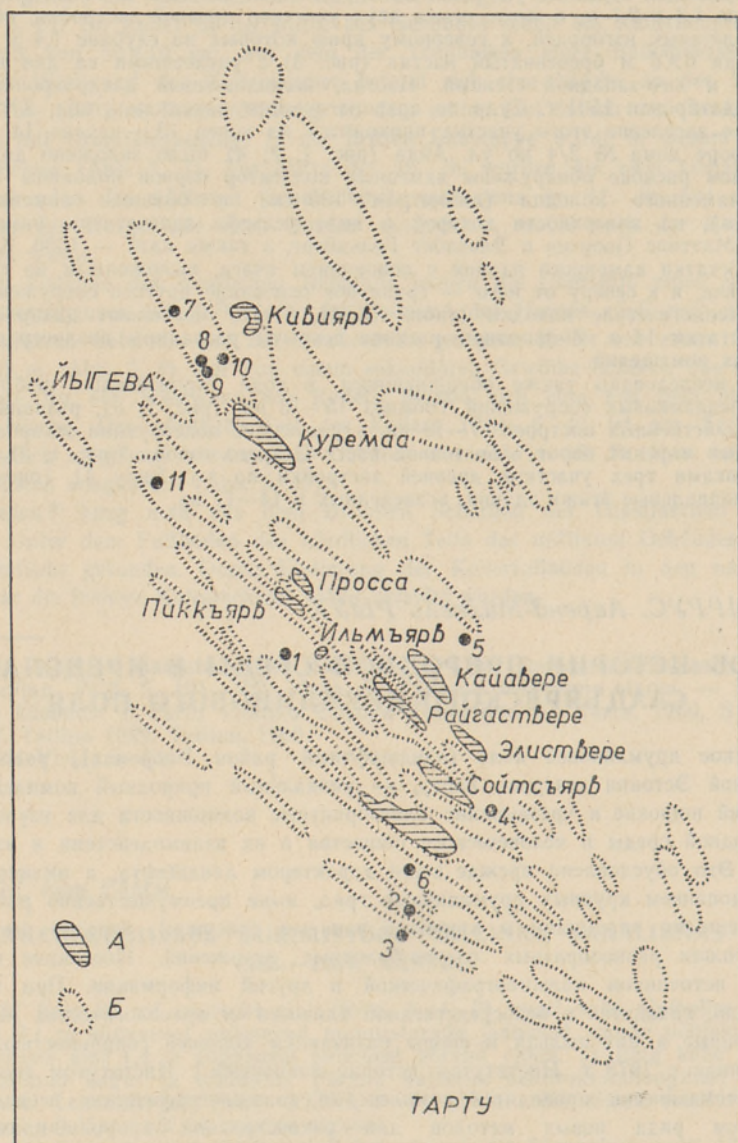 7
Кивиярв
8
10
9
ЙЫГЕВА
Куремаа
11
Просса
Пиккъярв
Ильмъярв
1
5
Кайавере
Райгаствере
Элиствере
Сойтсъярв
4
6
2
3
А
Б
ТАРТУ